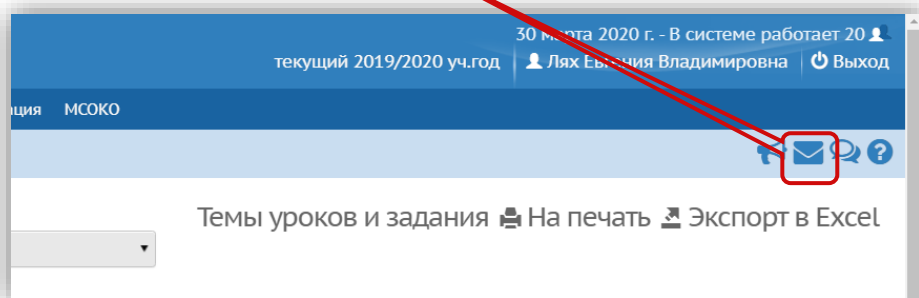 30 марта 2020 г. - В системе работает 20
текущий 2019/2020 уч.год Лях Евгения Владимировна Выход
ация МСОКО
Темы уроков и задания На печать Экспорт в Excel